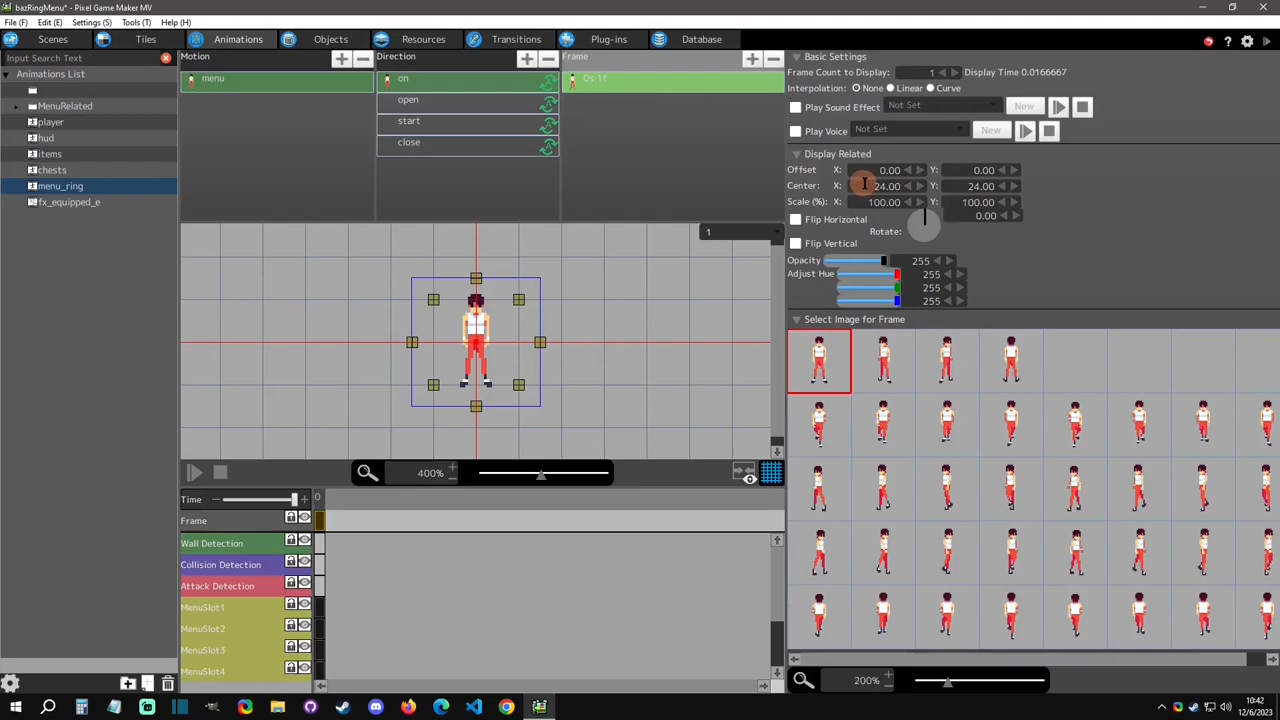 bazRingMenu* - Pixel Game Maker MV
File (F) Edit (E) Settings (S) Tools (T) Help (H)
Scenes Tiles Animations Objects Resources Transitions Plug-ins Database
Input Search Text
Animations List
MenuRelated
player
hud
items
chests
menu_ring
fx_equipped_e
Motion
menu
Direction
on
open
start
close
Frame
0s 1f
1
400%
Time
0
Frame
Wall Detection
Collision Detection
Attack Detection
MenuSlot1
MenuSlot2
MenuSlot3
MenuSlot4
Basic Settings
Frame Count to Display: 1 Display Time 0.0166667
Interpolation: None Linear Curve
Play Sound Effect Not Set New
Play Voice Not Set New
Display Related
Offset X: 0.00 Y: 0.00
Center: X: 24.00 Y: 24.00
Scale (%): X: 100.00 Y: 100.00
Flip Horizontal 0.00
Rotate:
Flip Vertical
Opacity 255
Adjust Hue 255
255
255
Select Image for Frame
200%
10:42
12/6/2023